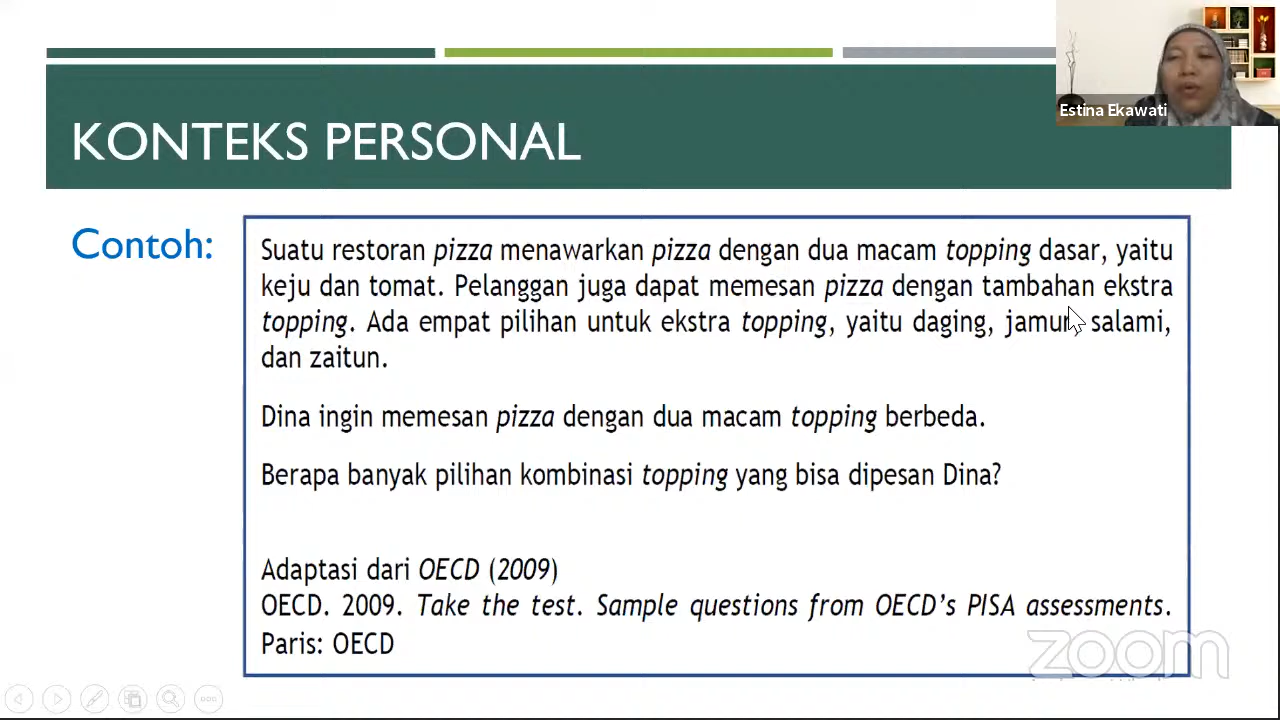 Estina Ekawati
KONTEKS PERSONAL
Contoh:
Suatu restoran pizza menawarkan pizza dengan dua macam topping dasar, yaitu
keju dan tomat. Pelanggan juga dapat memesan pizza dengan tambahan ekstra
topping. Ada empat pilihan untuk ekstra topping, yaitu daging, jamur, salami,
dan zaitun.
Dina ingin memesan pizza dengan dua macam topping berbeda.
Berapa banyak pilihan kombinasi topping yang bisa dipesan Dina?
Adaptasi dari OECD (2009)
OECD. 2009. Take the test. Sample questions from OECD’s PISA assessments.
Paris: OECD
zoom